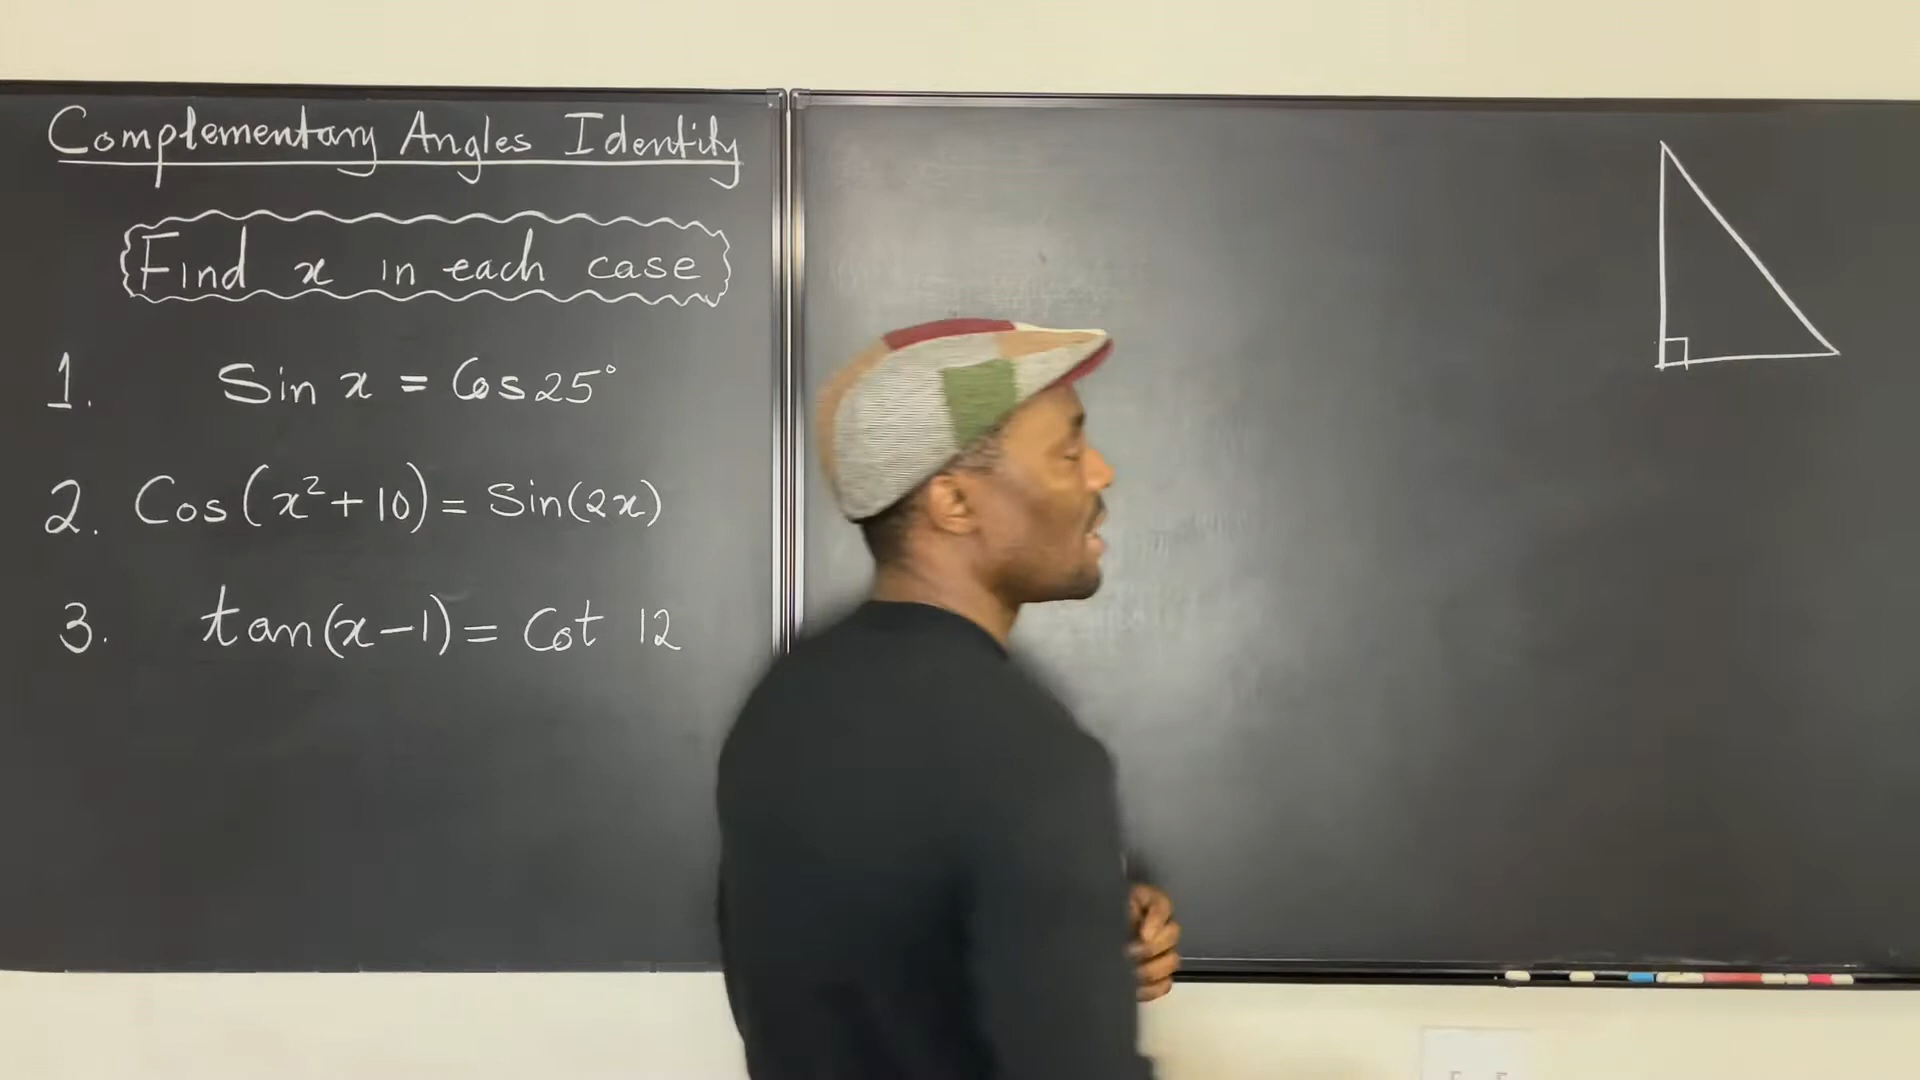 Complementary Angles Identity
Find x in each case
1. Sin x = Cos 25°
2. Cos(x²+10) = Sin(2x)
3. tan(x-1) = Cot 12